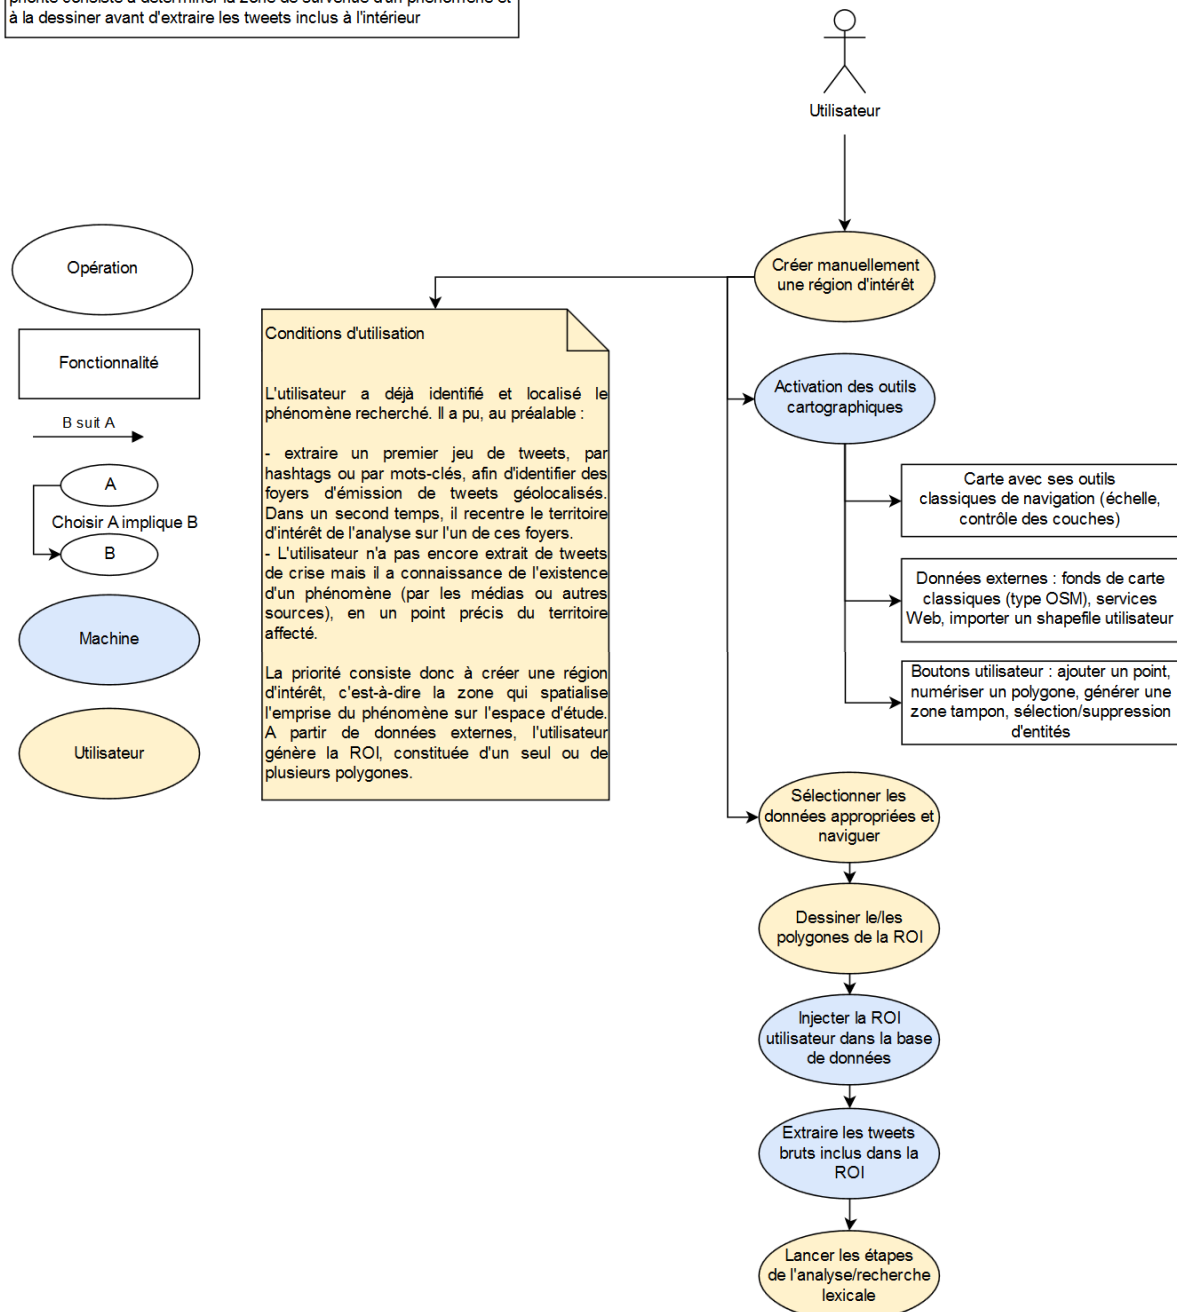 priorité consiste à déterminer la zone de survenue d'un phénomène et
à la dessiner avant d'extraire les tweets inclus à l'intérieur
Utilisateur
Opération
Fonctionnalité
B suit A
A
Choisir A implique B
B
Machine
Utilisateur
Conditions d'utilisation
L'utilisateur a déjà identifié et localisé le
phénomène recherché. Il a pu, au préalable :
- extraire un premier jeu de tweets, par
hashtags ou par mots-clés, afin d'identifier des
foyers d'émission de tweets géolocalisés.
Dans un second temps, il recentre le territoire
d'intérêt de l'analyse sur l'un de ces foyers.
- L'utilisateur n'a pas encore extrait de tweets
de crise mais il a connaissance de l'existence
d'un phénomène (par les médias ou autres
sources), en un point précis du territoire
affecté.
La priorité consiste donc à créer une région
d'intérêt, c'est-à-dire la zone qui spatialise
l'emprise du phénomène sur l'espace d'étude.
A partir de données externes, l'utilisateur
génère la ROI, constituée d'un seul ou de
plusieurs polygones.
Créer manuellement
une région d'intérêt
Activation des outils
cartographiques
Carte avec ses outils
classiques de navigation (échelle,
contrôle des couches)
Données externes : fonds de carte
classiques (type OSM), services
Web, importer un shapefile utilisateur
Boutons utilisateur : ajouter un point,
numériser un polygone, générer une
zone tampon, sélection/suppression
d'entités
Sélectionner les
données appropriées et
naviguer
Dessiner le/les
polygones de la ROI
Injecter la ROI
utilisateur dans la base
de données
Extraire les tweets
bruts inclus dans la
ROI
Lancer les étapes
de l'analyse/recherche
lexicale